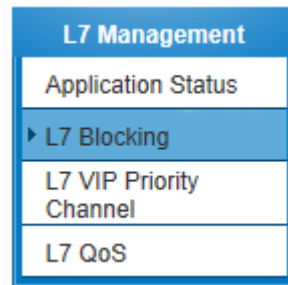 L7 Management
Application Status
L7 Blocking
L7 VIP Priority
Channel
L7 QoS